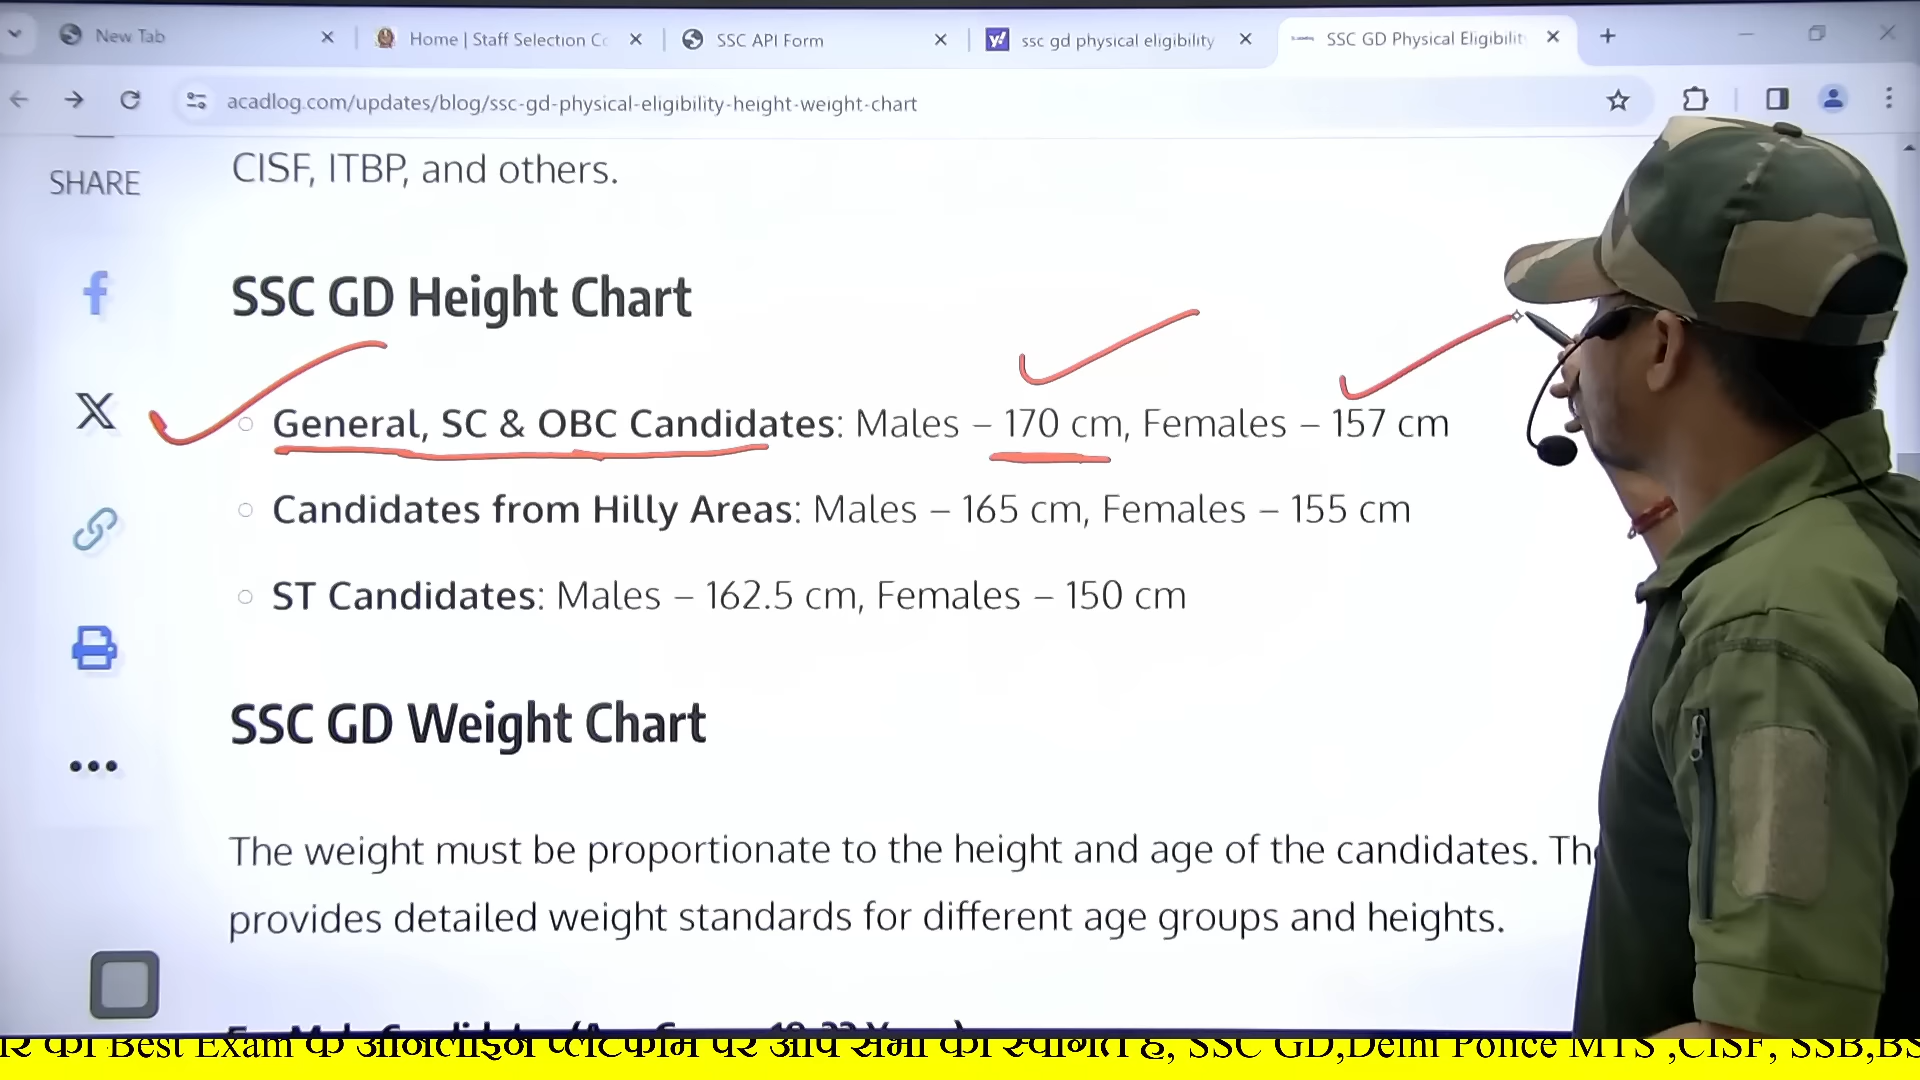 New Tab
Home | Staff Selection Co
SSC API Form
ssc gd physical eligibility
SSC GD Physical Eligibilit
acadlog.com/updates/blog/ssc-gd-physical-eligibility-height-weight-chart
CISF, ITBP, and others.
SHARE
SSC GD Height Chart
General, SC & OBC Candidates: Males – 170 cm, Females – 157 cm
Candidates from Hilly Areas: Males – 165 cm, Females – 155 cm
ST Candidates: Males – 162.5 cm, Females – 150 cm
SSC GD Weight Chart
The weight must be proportionate to the height and age of the candidates. Th
provides detailed weight standards for different age groups and heights.
का Best Exam के ऑनलाइन प्लेटफॉर्म पर आप सभी का स्वागत है, SSC GD,Delhi Police MTS ,CISF, SSB,BS